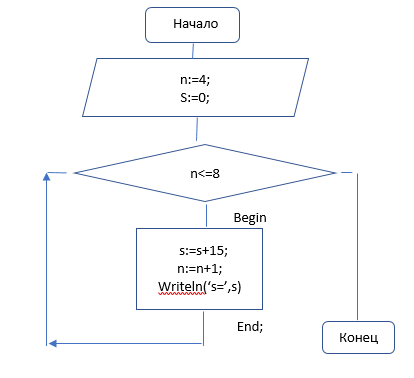 Начало
n:=4;
S:=0;
n<=8
Begin
s:=s+15;
n:=n+1;
Writeln(‘s=’,s)
End;
Конец